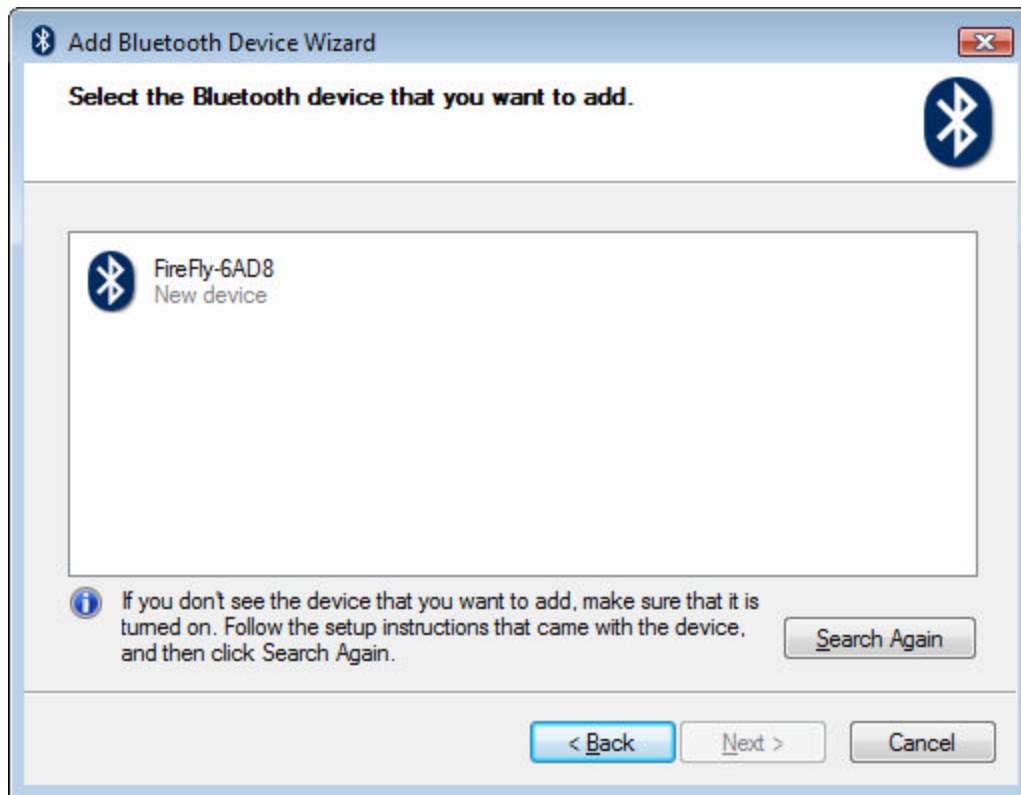 Add Bluetooth Device Wizard
Select the Bluetooth device that you want to add.
FireFly-6AD8
New device
If you don't see the device that you want to add, make sure that it is
turned on. Follow the setup instructions that came with the device,
and then click Search Again.
Search Again
< Back
Next >
Cancel